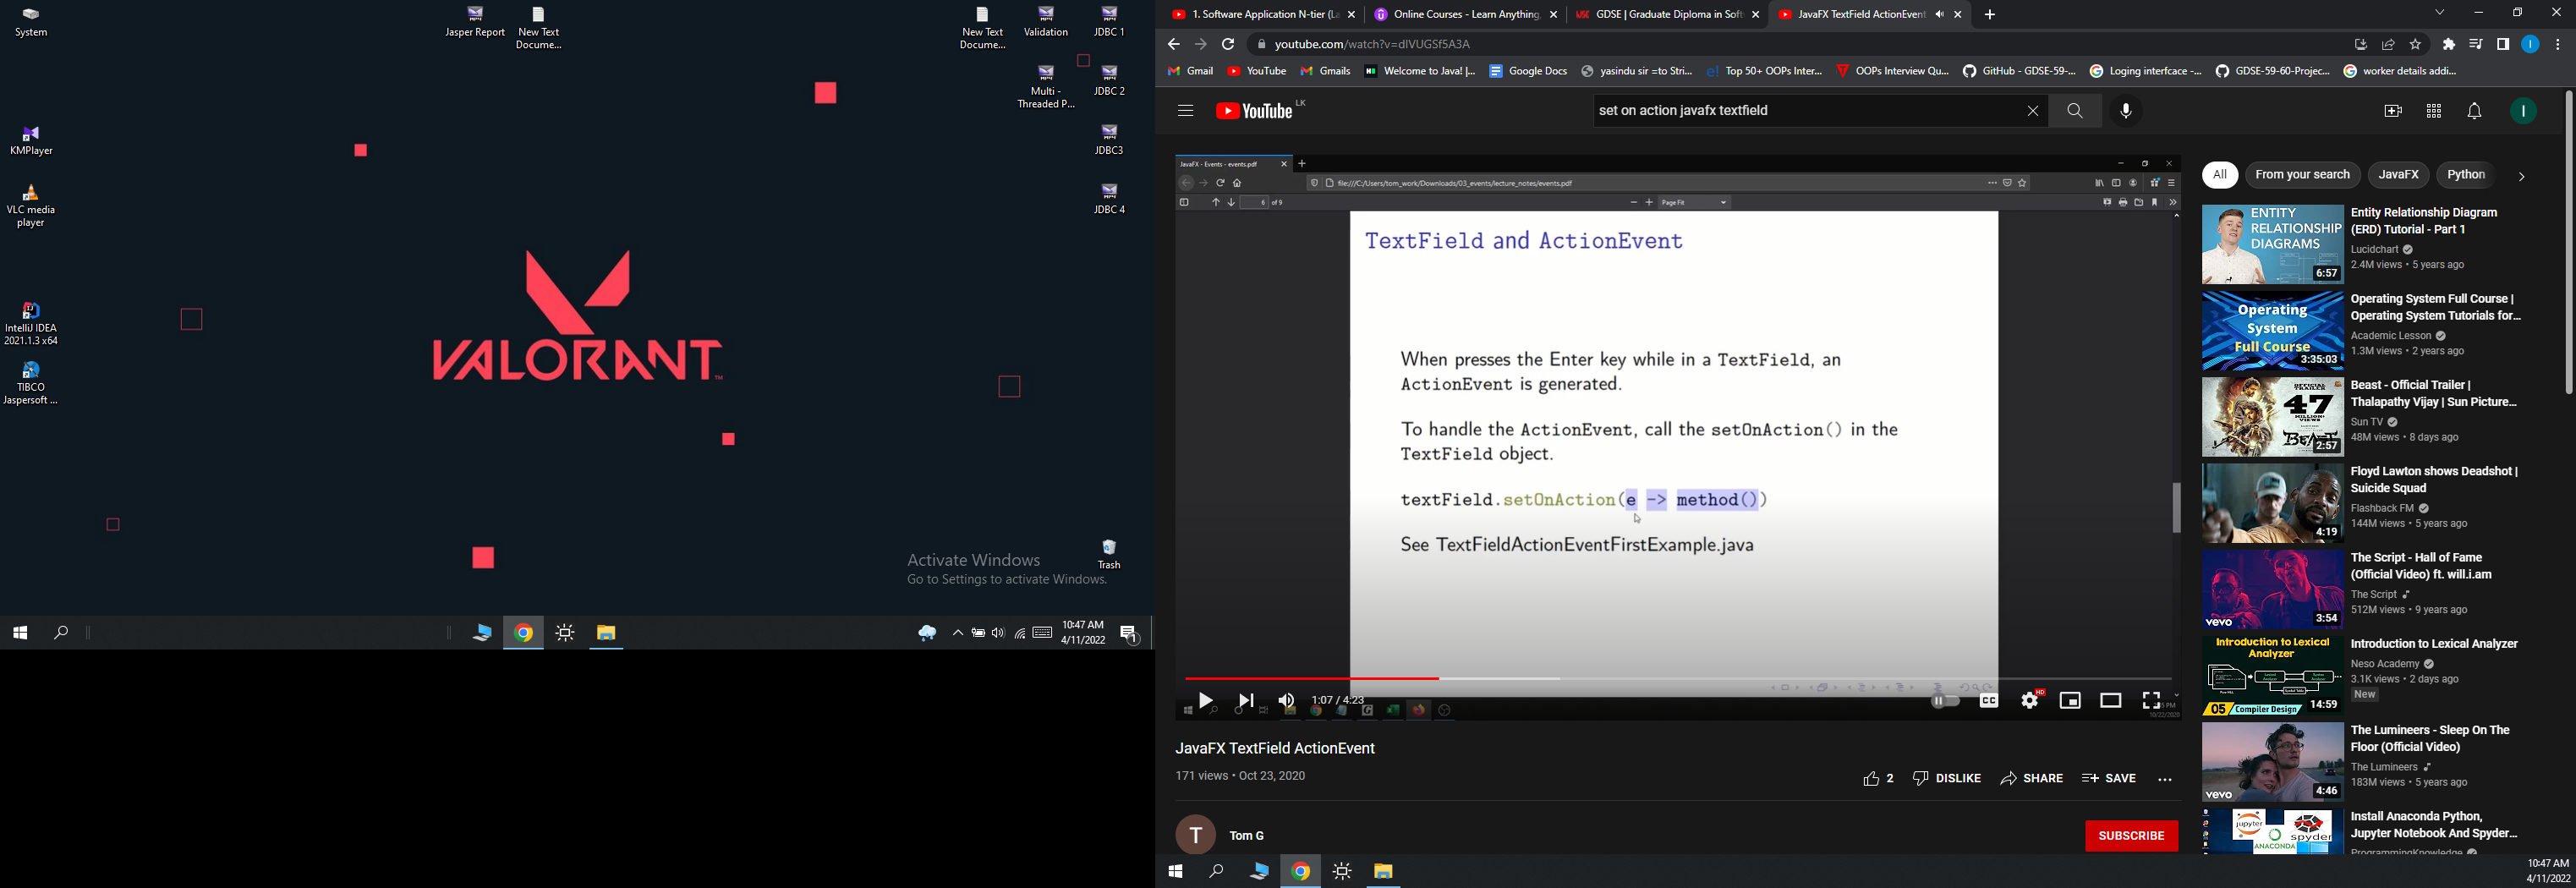 System
Jasper Report
New Text
Docume...
New Text
Docume...
Validation
JDBC 1
Multi -
Threaded P...
JDBC 2
KMPlayer
JDBC3
VLC media
player
JDBC 4
VALORANT
IntelliJ IDEA
2021.1.3 x64
TIBCO
Jaspersoft ...
Activate Windows
Go to Settings to activate Windows.
Trash
10:47 AM
4/11/2022
1. Software Application N-tier (La
Online Courses - Learn Anything,
GDSE | Graduate Diploma in Soft
JavaFX TextField ActionEvent
youtube.com/watch?v=dIVUGSf5A3A
Gmail
YouTube
Gmails
Welcome to Java! |...
Google Docs
yasindu sir =to Stri...
Top 50+ OOPs Inter...
OOPs Interview Qu...
GitHub - GDSE-59-...
Loging interfcace -...
GDSE-59-60-Projec...
worker details addi...
YouTube LK
set on action javafx textfield
JavaFX - Events - events.pdf
file:///C:/Users/tom_work/Downloads/03_events/lecture_notes/events.pdf
6 of 9
Page Fit
TextField and ActionEvent
When presses the Enter key while in a TextField, an
ActionEvent is generated.
To handle the ActionEvent, call the setOnAction() in the
TextField object.
textField.setOnAction(e -> method())
See TextFieldActionEventFirstExample.java
1:07 / 4:23
CC
HD
10/22/2020
JavaFX TextField ActionEvent
171 views • Oct 23, 2020
2
DISLIKE
SHARE
SAVE
T
Tom G
SUBSCRIBE
All
From your search
JavaFX
Python
ENTITY
RELATIONSHIP
DIAGRAMS
6:57
Entity Relationship Diagram
(ERD) Tutorial - Part 1
Lucidchart
2.4M views • 5 years ago
Operating
System
Full Course
3:35:03
Operating System Full Course |
Operating System Tutorials for...
Academic Lesson
1.3M views • 2 years ago
47
BEAST
2:57
Beast - Official Trailer |
Thalapathy Vijay | Sun Picture...
Sun TV
48M views • 8 days ago
4:19
Floyd Lawton shows Deadshot |
Suicide Squad
Flashback FM
144M views • 5 years ago
vevo
3:54
The Script - Hall of Fame
(Official Video) ft. will.i.am
The Script
512M views • 9 years ago
Introduction to Lexical
Analyzer
05 Compiler Design
14:59
Introduction to Lexical Analyzer
Neso Academy
3.1K views • 2 days ago
New
vevo
4:46
The Lumineers - Sleep On The
Floor (Official Video)
The Lumineers
183M views • 5 years ago
jupyter
spyder
ANACONDA
Install Anaconda Python,
Jupyter Notebook And Spyder...
ProgrammingKnowledge
10:47 AM
4/11/2022